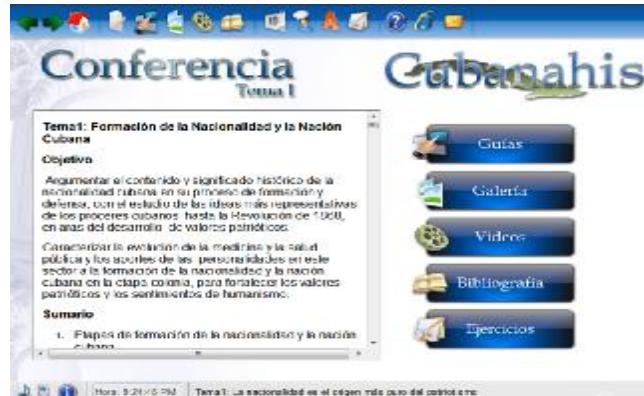 Conferencia
Tema I
Cubanahis
Tema1: Formación de la Nacionalidad y la Nación
Cubana
Objetivo
Argumentar el contenido y significado histórico de la
nacionalidad cubana en su proceso de formación y
defensa, con el estudio de las ideas más representativas
de los próceres cubanos hasta la Revolución de 1868,
en aras del desarrollo de valores patrióticos.
Caracterizar la evolución de la medicina y la salud
pública y los aportes de las personalidades en este
sector a la formación de la nacionalidad y la nación
cubana en la etapa colonia, para fortalecer los valores
patrióticos y los sentimientos de humanismo.
Sumario
1. Etapas de formación de la nacionalidad y la nación
cubana
Guías
Galería
Videos
Bibliografía
Ejercicios
Hora: PM
Tema1: La nacionalidad es el origen más puro del patriotismo